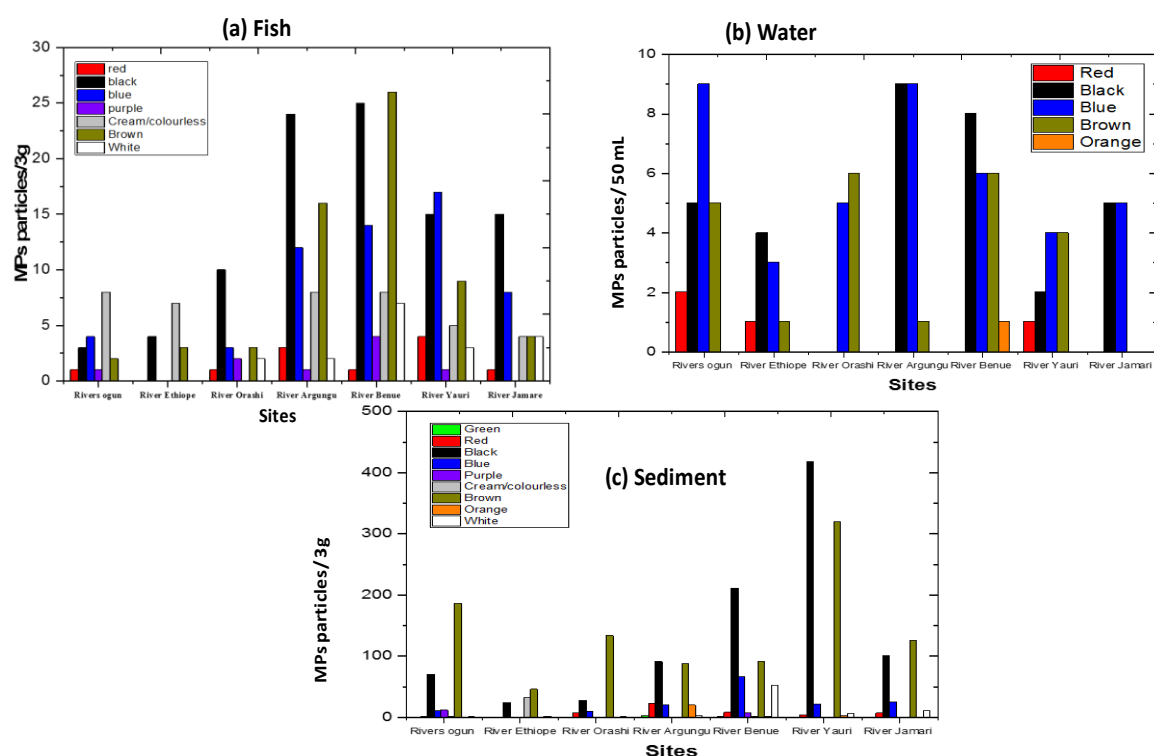 (a) Fish
30
25
20
15
10
5
0
MPs particles/3g
red
black
blue
purple
Cream/colourless
Brown
White
Rivers ogun River Ethiope River Orashi River Argungu River Benue River Yauri River Jamare
Sites
(b) Water
10
8
6
4
2
0
MPs particles/ 50 mL
Red
Black
Blue
Brown
Orange
Rivers ogun River Ethiope River Orashi River Argungu River Benue River Yauri River Jamari
Sites
(c) Sediment
500
400
300
200
100
0
MPs particles/ 3g
Green
Red
Black
Blue
Purple
Cream/colourless
Brown
Orange
White
Rivers ogun River Ethiope River Orashi River Argungu River Benue River Yauri River Jamari
Sites